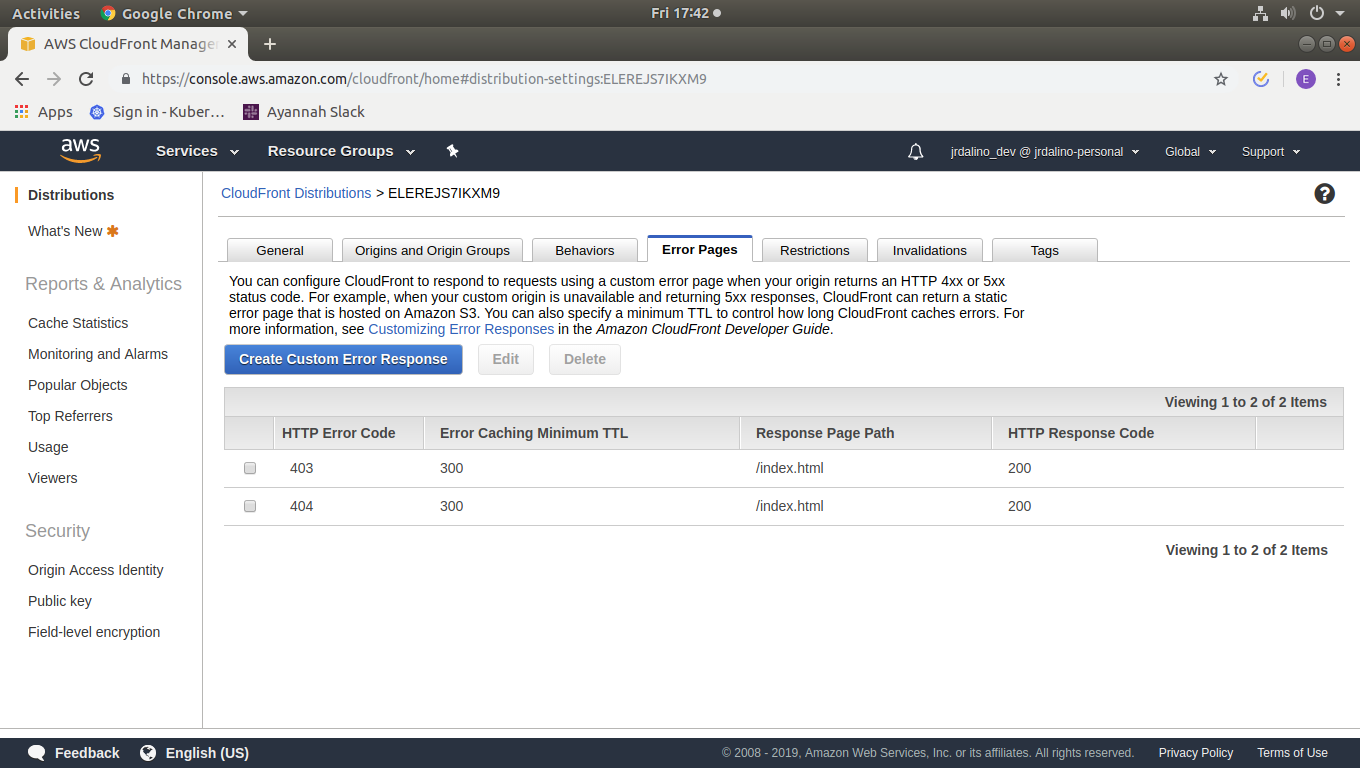 Activities Google Chrome Fri 17:42
AWS CloudFront Manage
https://console.aws.amazon.com/cloudfront/home#distribution-settings:ELEREJS7IKXM9 E
Apps Sign in - Kuber... Ayannah Slack
aws Services Resource Groups jrdalino_dev @ jrdalino-personal Global Support
Distributions
What's New
Reports & Analytics
Cache Statistics
Monitoring and Alarms
Popular Objects
Top Referrers
Usage
Viewers
Security
Origin Access Identity
Public key
Field-level encryption
CloudFront Distributions > ELEREJS7IKXM9 ?
General Origins and Origin Groups Behaviors Error Pages Restrictions Invalidations Tags
You can configure CloudFront to respond to requests using a custom error page when your origin returns an HTTP 4xx or 5xx
status code. For example, when your custom origin is unavailable and returning 5xx responses, CloudFront can return a static
error page that is hosted on Amazon S3. You can also specify a minimum TTL to control how long CloudFront caches errors. For
more information, see Customizing Error Responses in the Amazon CloudFront Developer Guide.
Create Custom Error Response Edit Delete
Viewing 1 to 2 of 2 Items
HTTP Error Code Error Caching Minimum TTL Response Page Path HTTP Response Code
403 300 /index.html 200
404 300 /index.html 200
Viewing 1 to 2 of 2 Items
Feedback English (US) © 2008 - 2019, Amazon Web Services, Inc. or its affiliates. All rights reserved. Privacy Policy Terms of Use